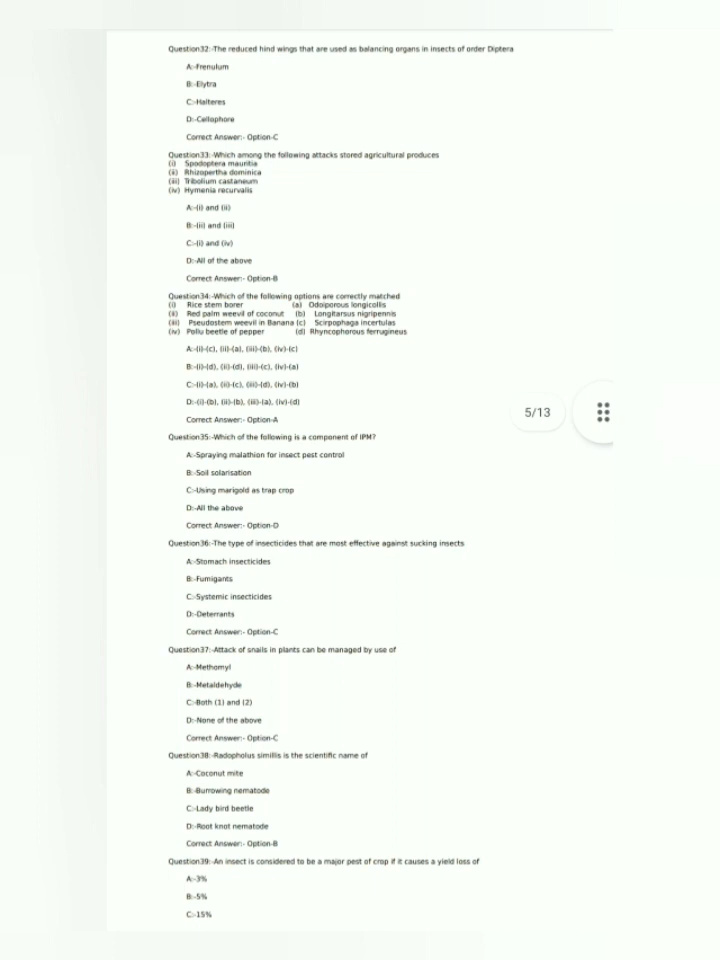 Question32:-The reduced hind wings that are used as balancing organs in insects of order Diptera
A:-Frenulum
B:-Elytra
C:-Halteres
D:-Cellophore
Correct Answer:- Option-C
Question33:-Which among the following attacks stored agricultural produces
(i) Spodoptera mauritia
(ii) Rhizopertha dominica
(iii) Tribolium castaneum
(iv) Hymenia recurvalis
A:-(i) and (ii)
B:-(ii) and (iii)
C:-(i) and (iv)
D:-All of the above
Correct Answer:- Option-B
Question34:-Which of the following options are correctly matched
(i) Rice stem borer (a) Odoiporous longicollis
(ii) Red palm weevil of coconut (b) Longitarsus nigripennis
(iii) Pseudostem weevil in Banana (c) Scirpophaga incertulas
(iv) Pollu beetle of pepper (d) Rhyncophorous ferrugineus
A:-(i)-(c), (ii)-(a), (iii)-(b), (iv)-(c)
B:-(i)-(d), (ii)-(d), (iii)-(c), (iv)-(a)
C:-(i)-(a), (ii)-(c), (iii)-(d), (iv)-(b)
D:-(i)-(b), (ii)-(b), (iii)-(a), (iv)-(d)
Correct Answer:- Option-A
5/13
Question35:-Which of the following is a component of IPM?
A:-Spraying malathion for insect pest control
B:-Soil solarisation
C:-Using marigold as trap crop
D:-All the above
Correct Answer:- Option-D
Question36:-The type of insecticides that are most effective against sucking insects
A:-Stomach insecticides
B:-Fumigants
C:-Systemic insecticides
D:-Deterrants
Correct Answer:- Option-C
Question37:-Attack of snails in plants can be managed by use of
A:-Methomyl
B:-Metaldehyde
C:-Both (1) and (2)
D:-None of the above
Correct Answer:- Option-C
Question38:-Radopholus simillis is the scientific name of
A:-Coconut mite
B:-Burrowing nematode
C:-Lady bird beetle
D:-Root knot nematode
Correct Answer:- Option-B
Question39:-An insect is considered to be a major pest of crop if it causes a yield loss of
A:-3%
B:-5%
C:-15%